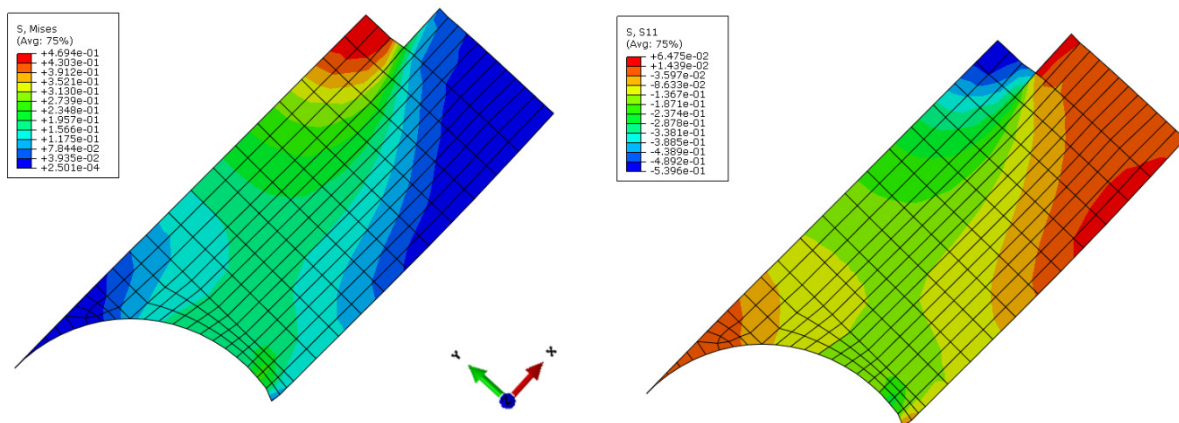 S, Mises
(Avg: 75%)
+4.694e-01
+4.303e-01
+3.912e-01
+3.521e-01
+3.130e-01
+2.739e-01
+2.348e-01
+1.957e-01
+1.566e-01
+1.175e-01
+7.844e-02
+3.935e-02
+2.501e-04
Y
X
S, S11
(Avg: 75%)
+6.475e-02
+1.439e-02
-3.597e-02
-8.633e-02
-1.367e-01
-1.871e-01
-2.374e-01
-2.878e-01
-3.381e-01
-3.885e-01
-4.389e-01
-4.892e-01
-5.396e-01